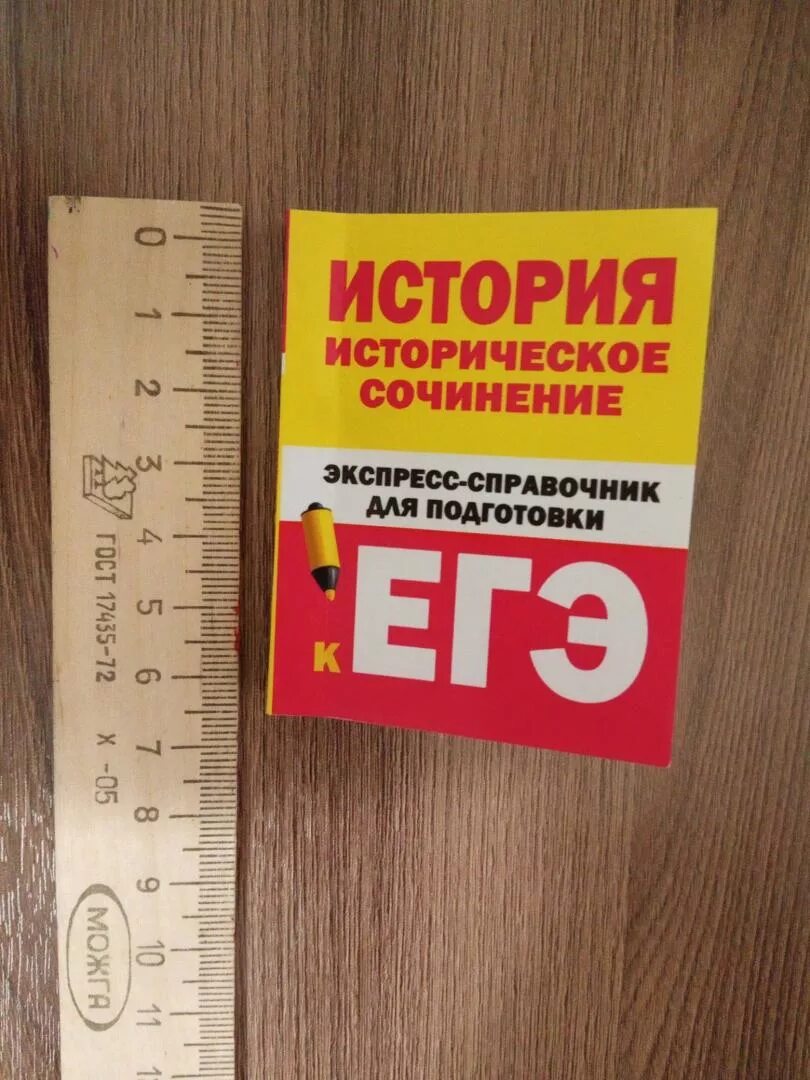 ИСТОРИЯ
ИСТОРИЧЕСКОЕ
СОЧИНЕНИЕ
ЭКСПРЕСС-СПРАВОЧНИК
ДЛЯ ПОДГОТОВКИ
к ЕГЭ
0
1
2
3
4
5
6
7
8
9
10
11
ГОСТ 17435-72 Х -05
МОЖГА